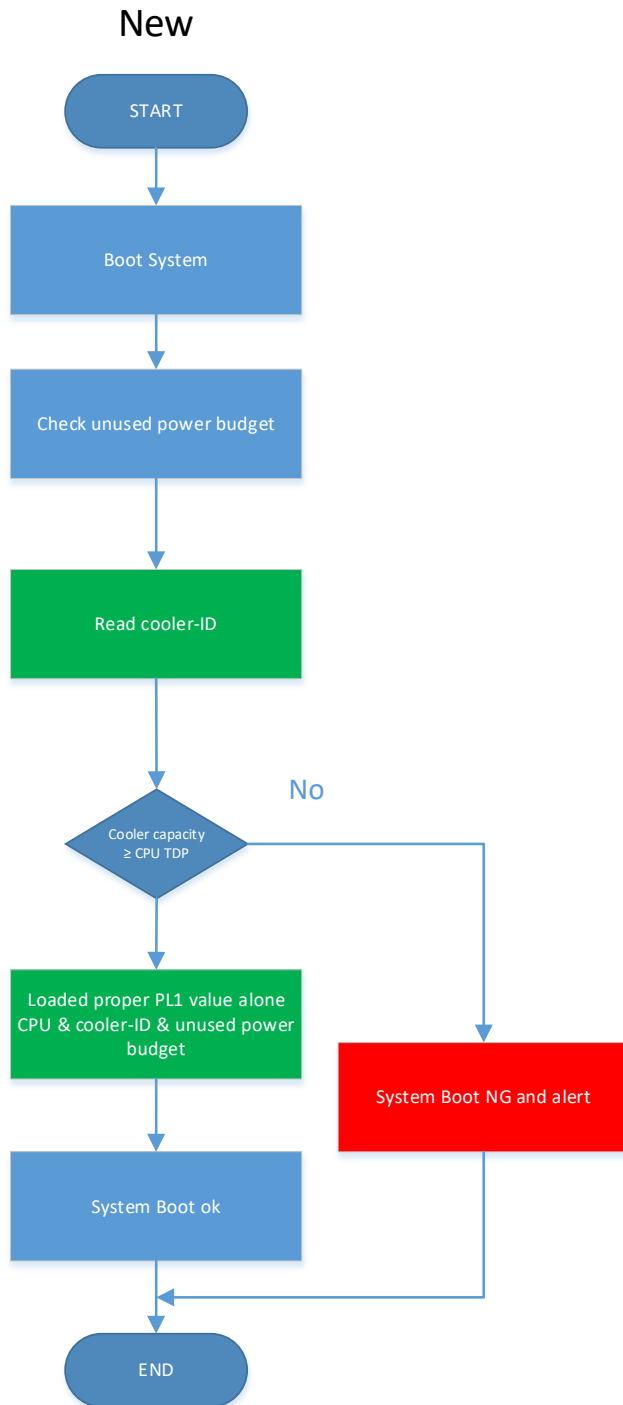 New
START
Boot System
Check unused power budget
Read cooler-ID
No
Cooler capacity
≥ CPU TDP
Loaded proper PL1 value alone
CPU & cooler-ID & unused power
budget
System Boot NG and alert
System Boot ok
END